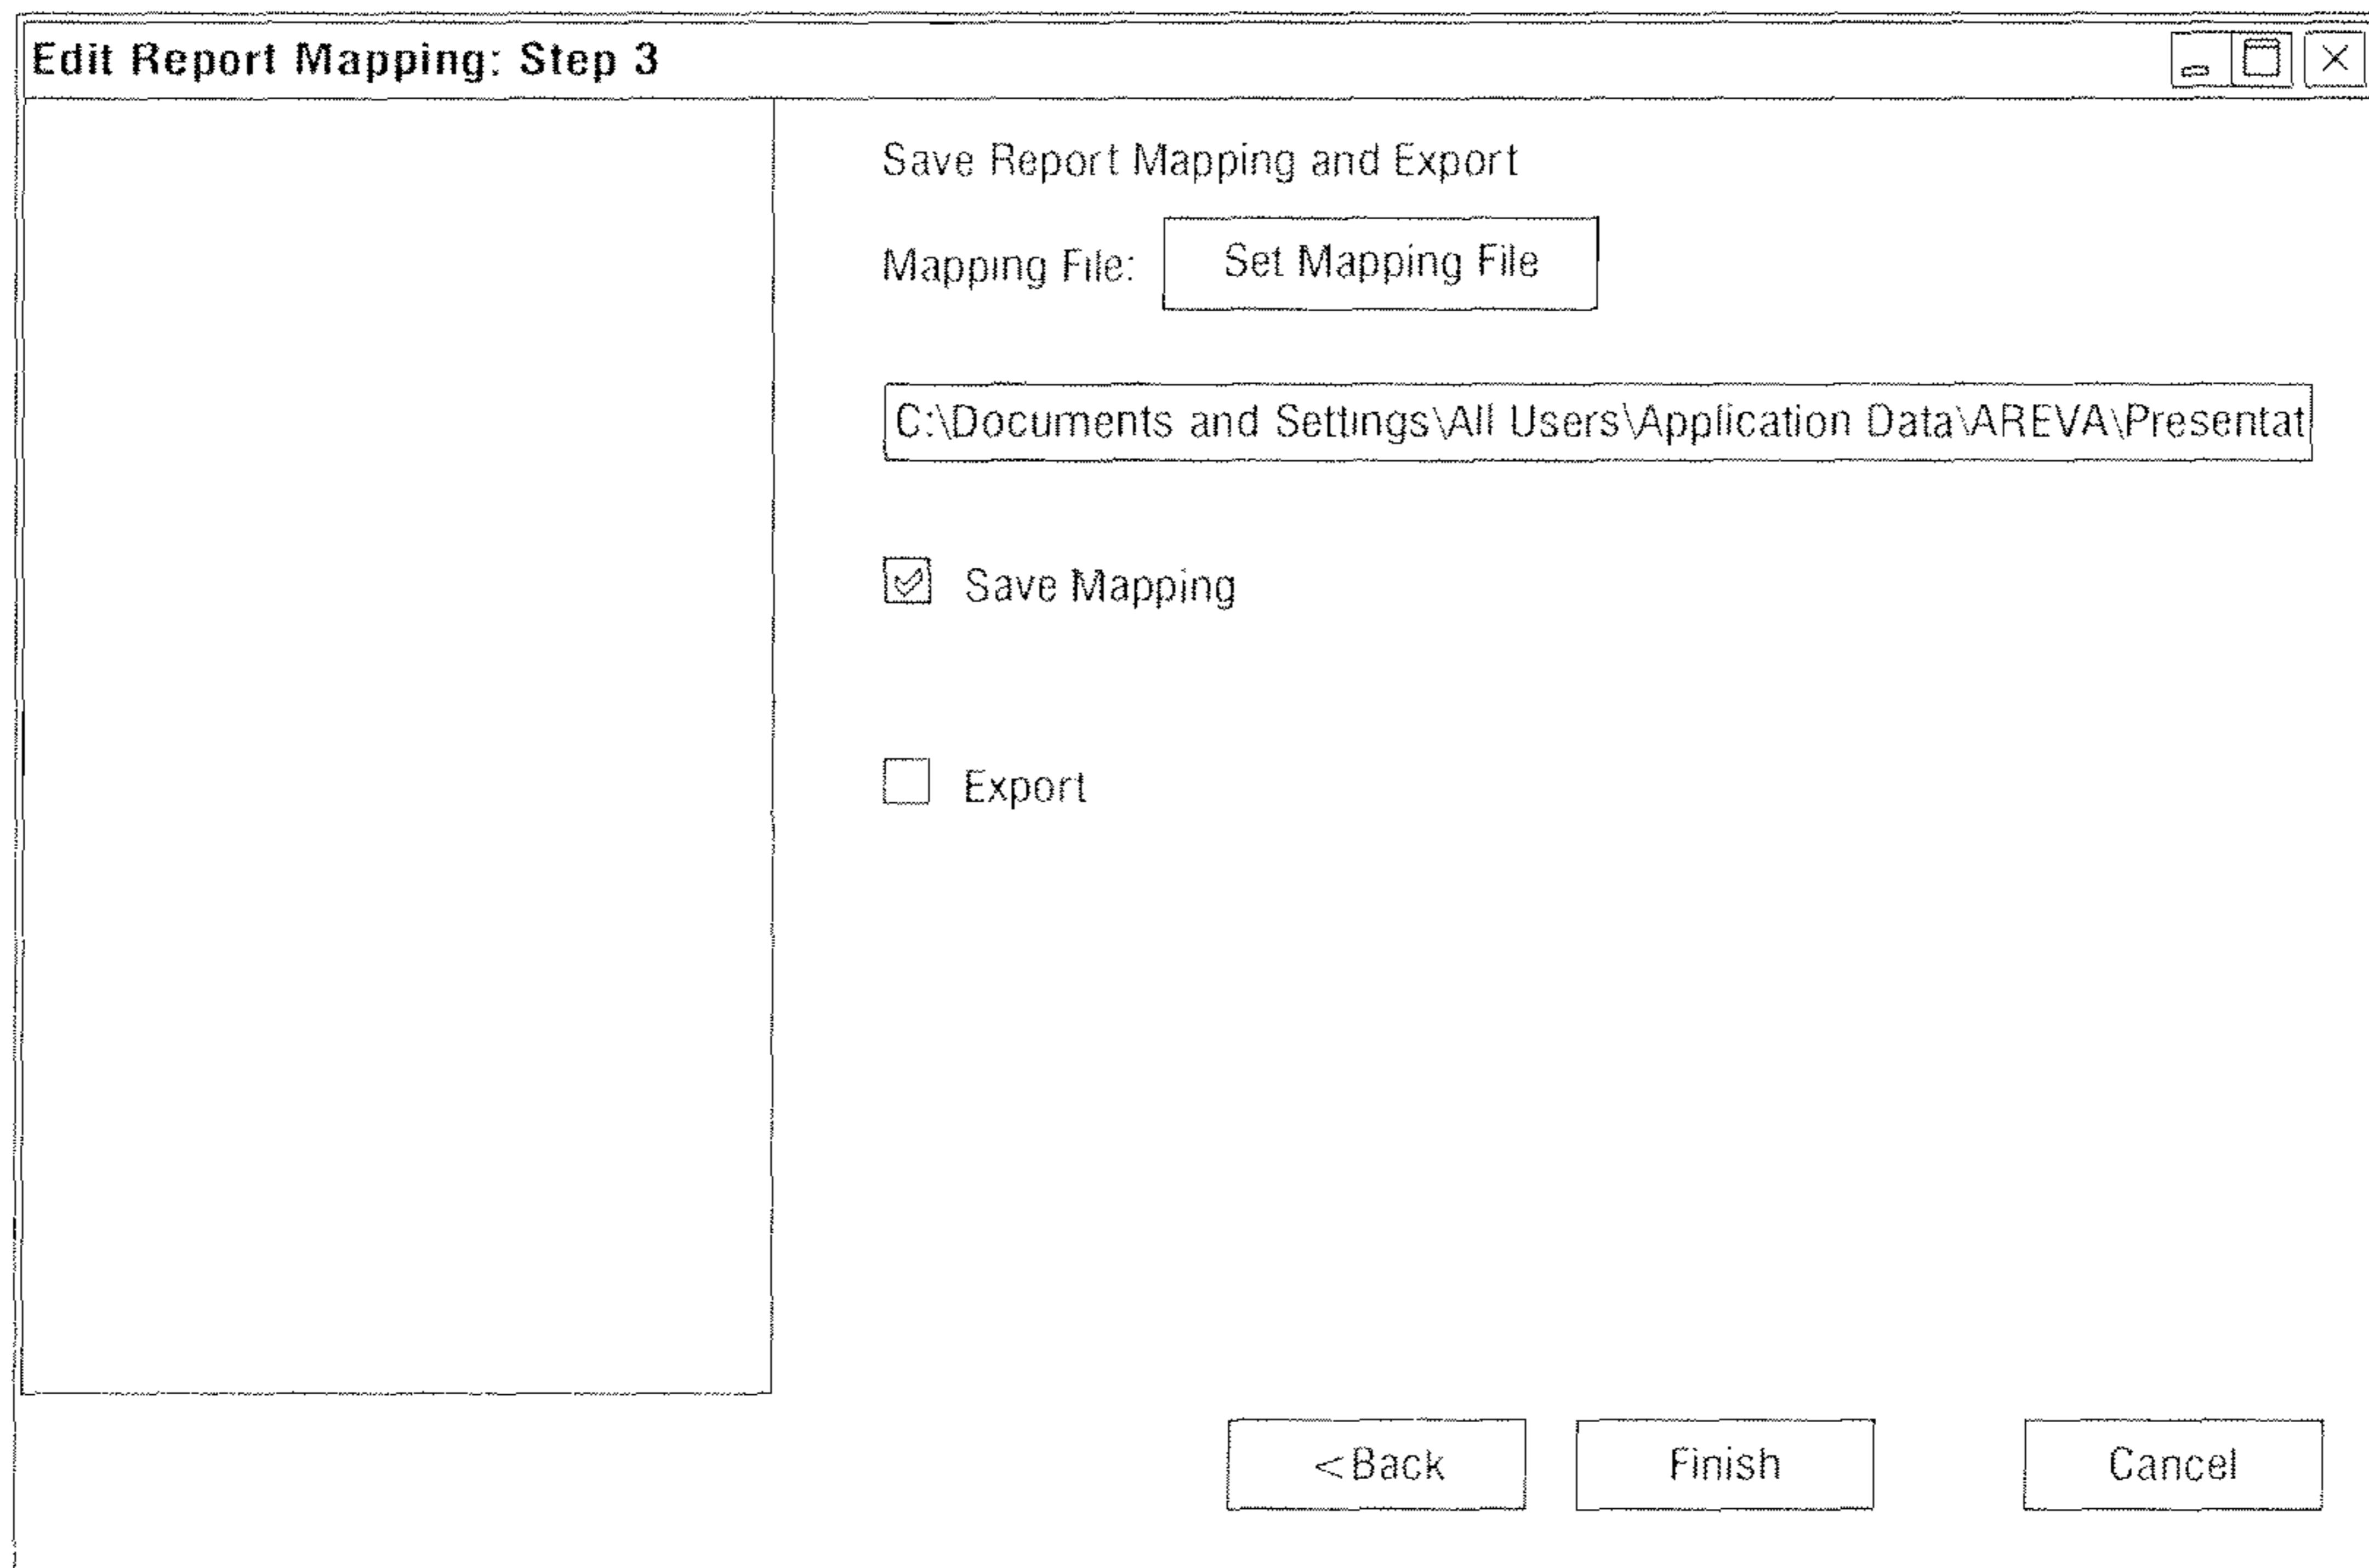 Edit Report Mapping: Step 3
Save Report Mapping and Export
Mapping File: Set Mapping File
C:\Documents and Settings\All Users\Application Data\AREVA\Presentat
Save Mapping
Export
<Back Finish Cancel